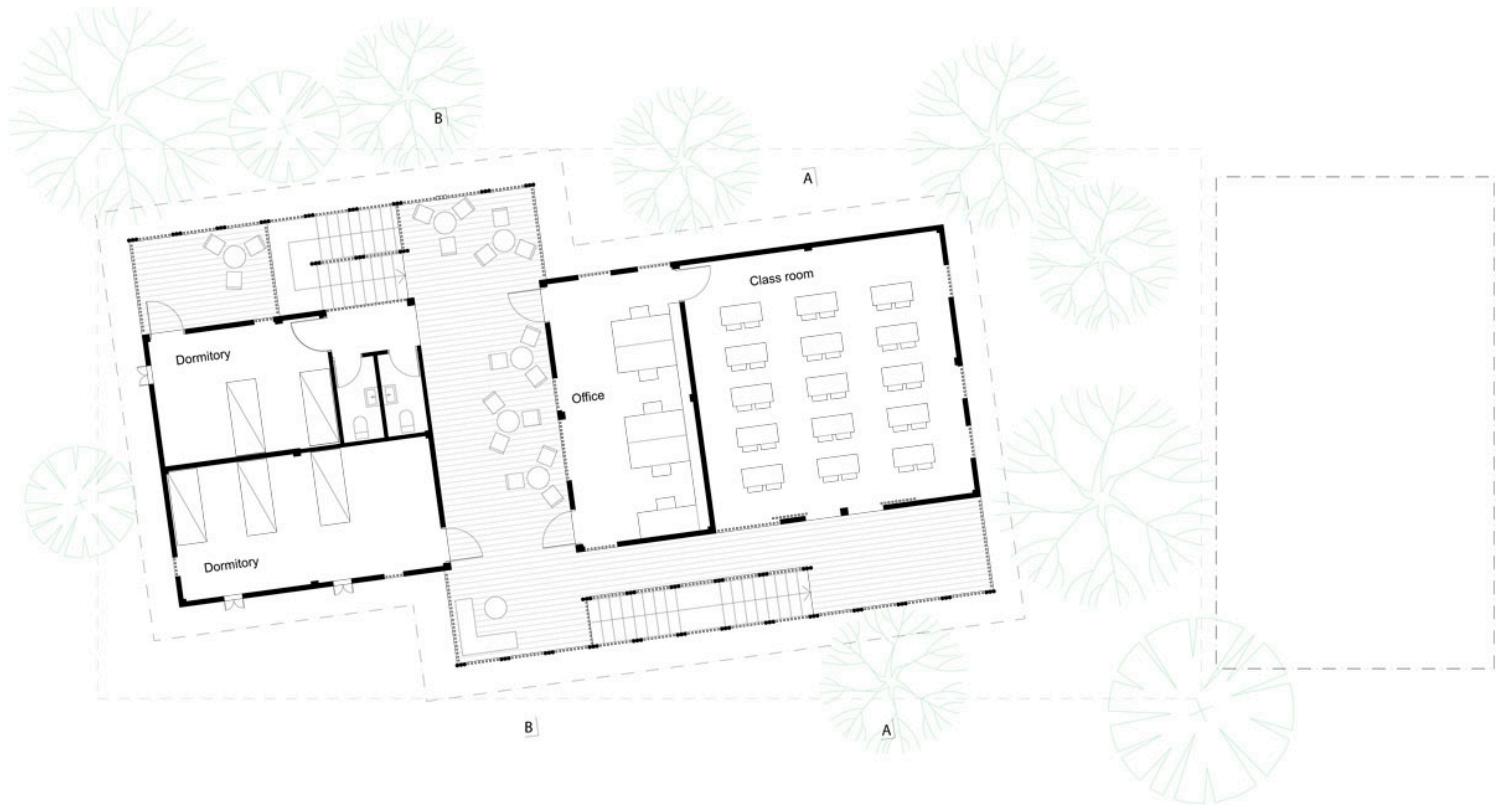 B
A
Class room
Dormitory
Office
Dormitory
B
A